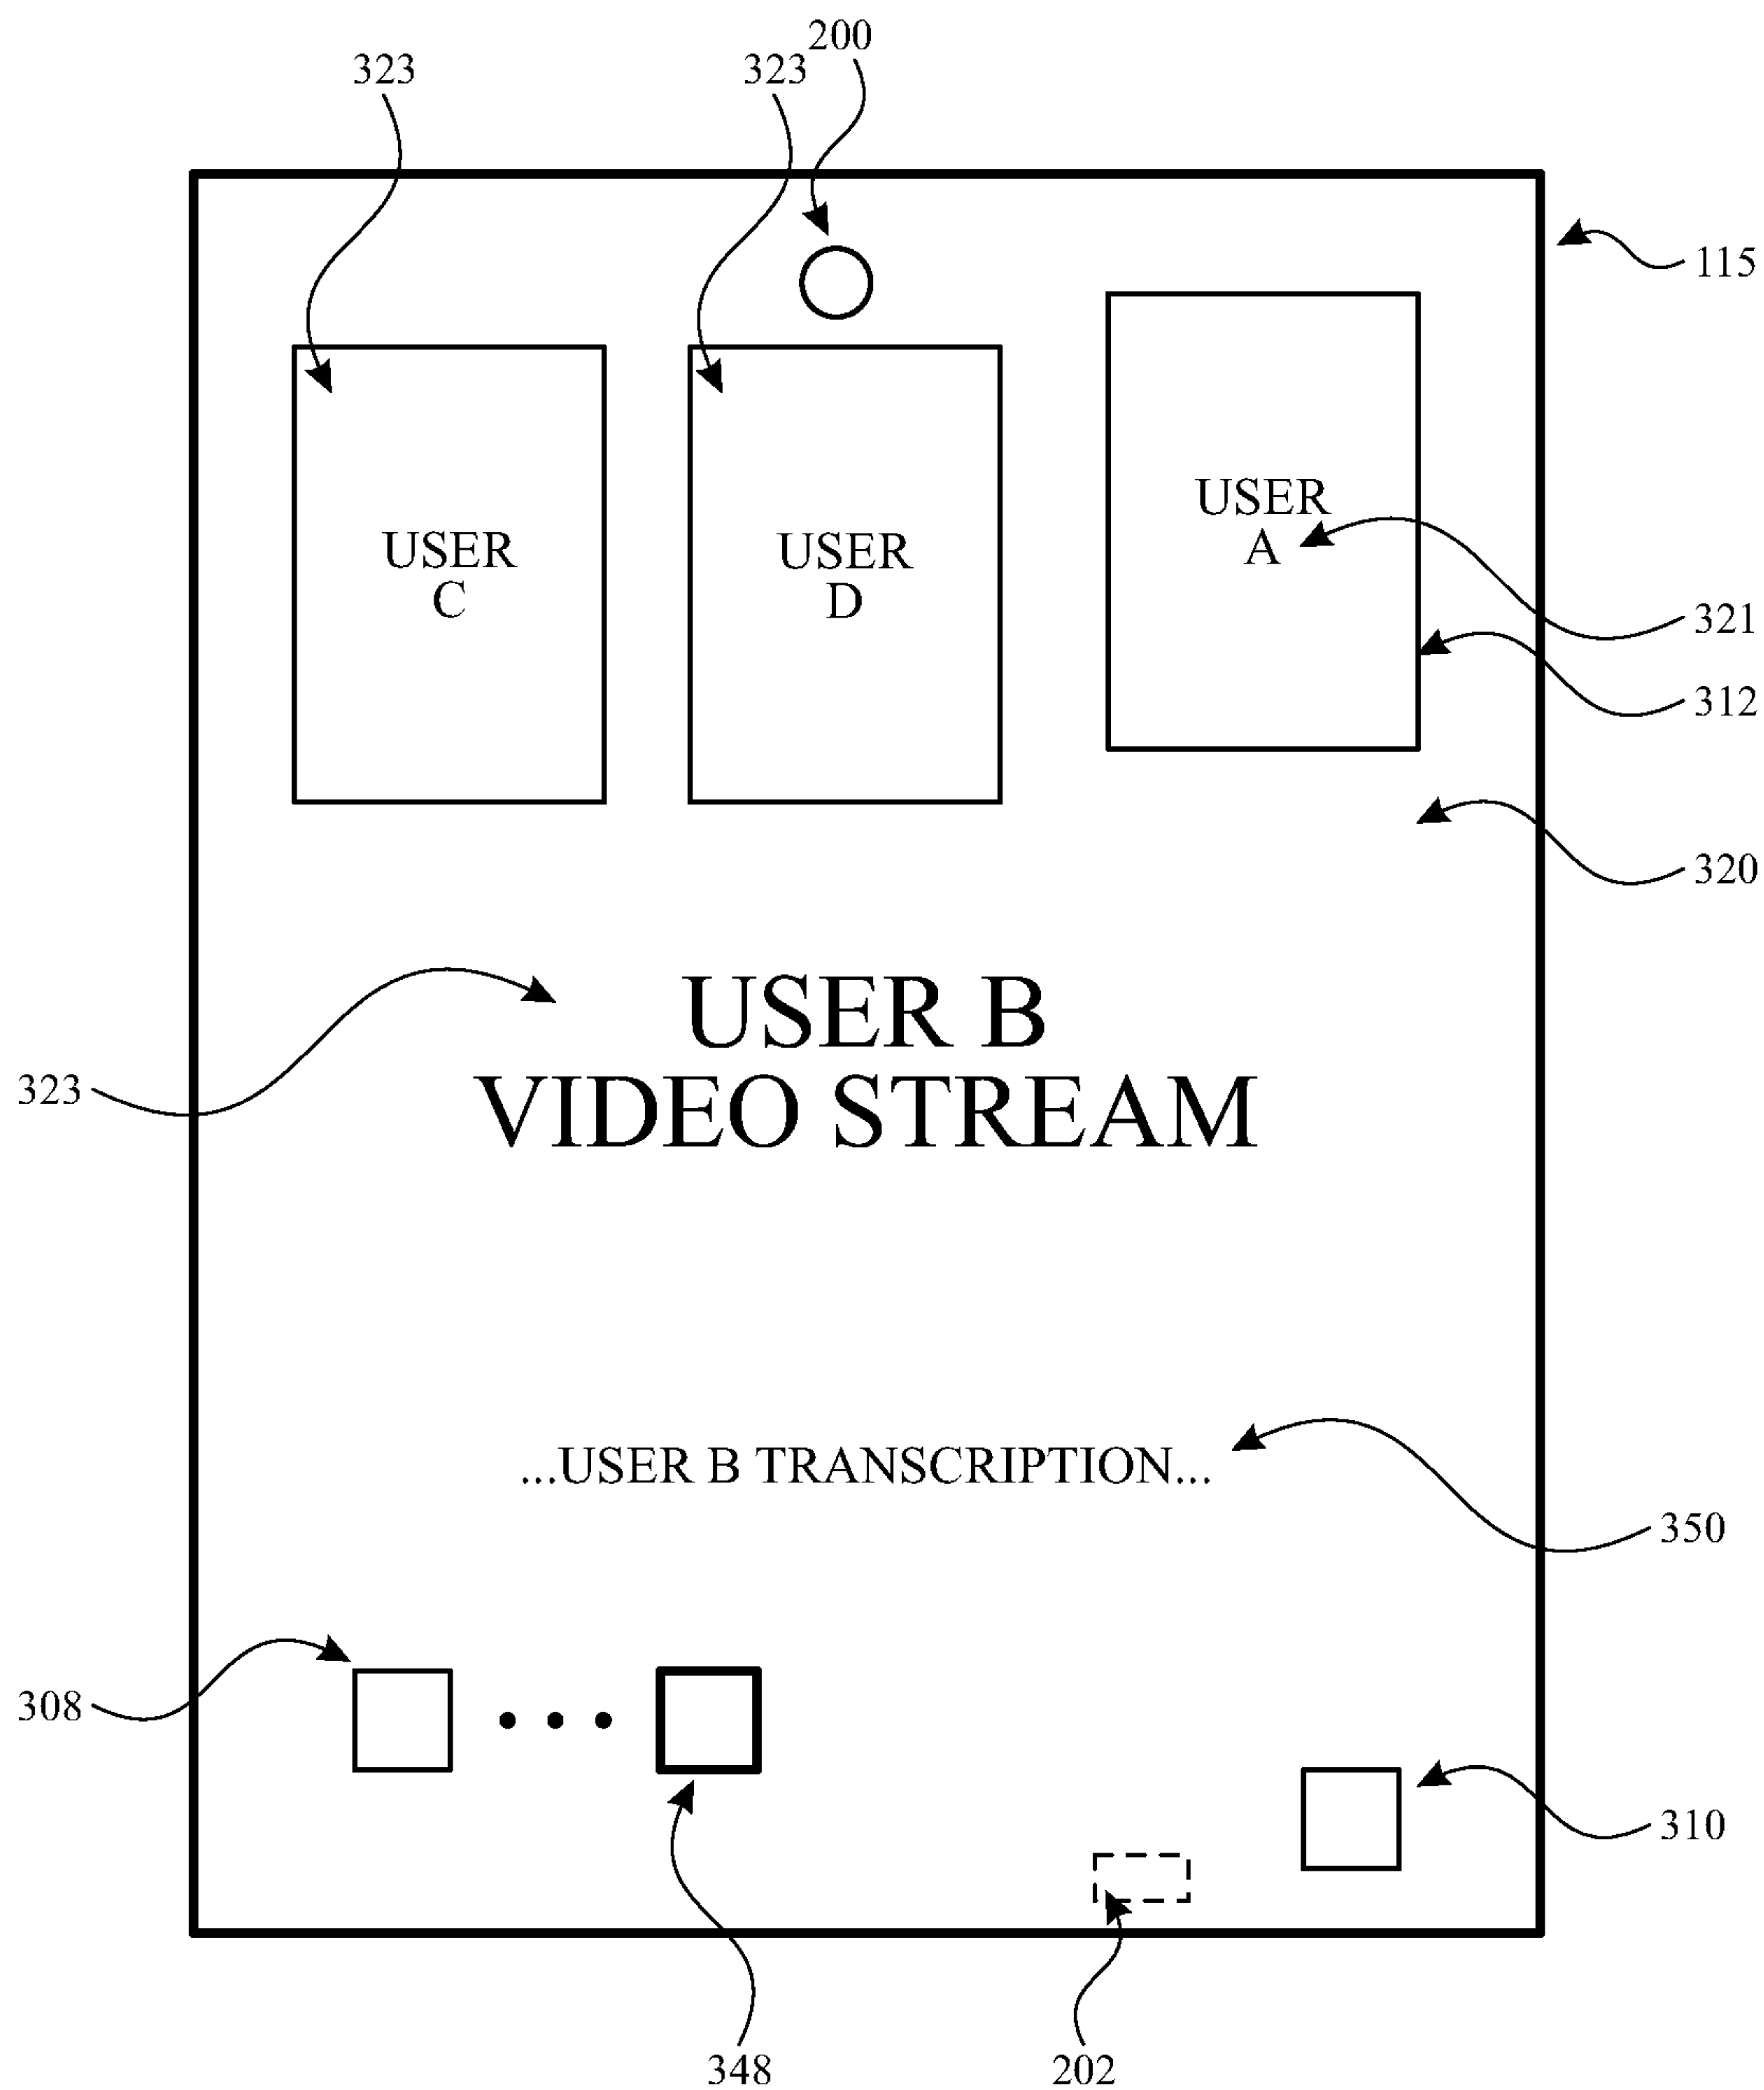 200
323
323
115
USER
A
USER
C
USER
D
321
312
320
USER B
VIDEO STREAM
323
...USER B TRANSCRIPTION...
350
308
310
348
202